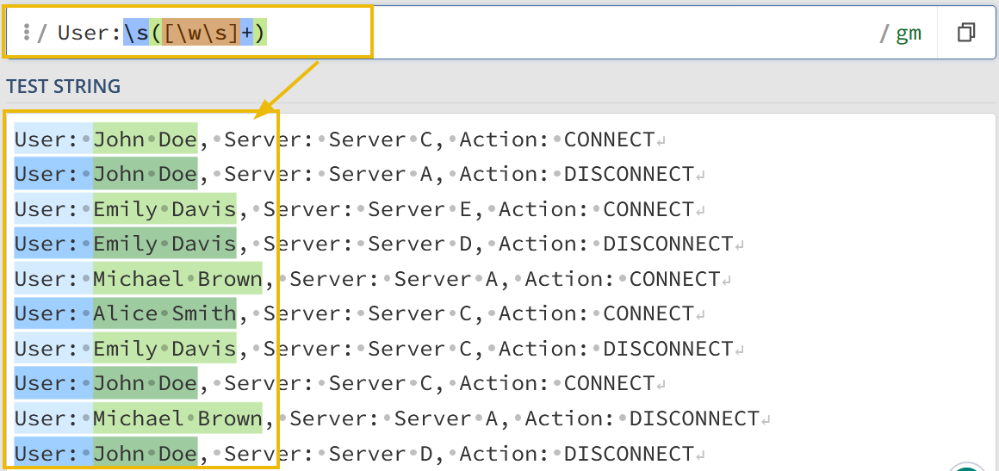 / User:\s([\w\s]+) / gm
TEST STRING
User: John Doe, Server: Server C, Action: CONNECT
User: John Doe, Server: Server A, Action: DISCONNECT
User: Emily Davis, Server: Server E, Action: CONNECT
User: Emily Davis, Server: Server D, Action: DISCONNECT
User: Michael Brown, Server: Server A, Action: CONNECT
User: Alice Smith, Server: Server C, Action: CONNECT
User: Emily Davis, Server: Server C, Action: DISCONNECT
User: John Doe, Server: Server C, Action: CONNECT
User: Michael Brown, Server: Server A, Action: DISCONNECT
User: John Doe, Server: Server D, Action: DISCONNECT